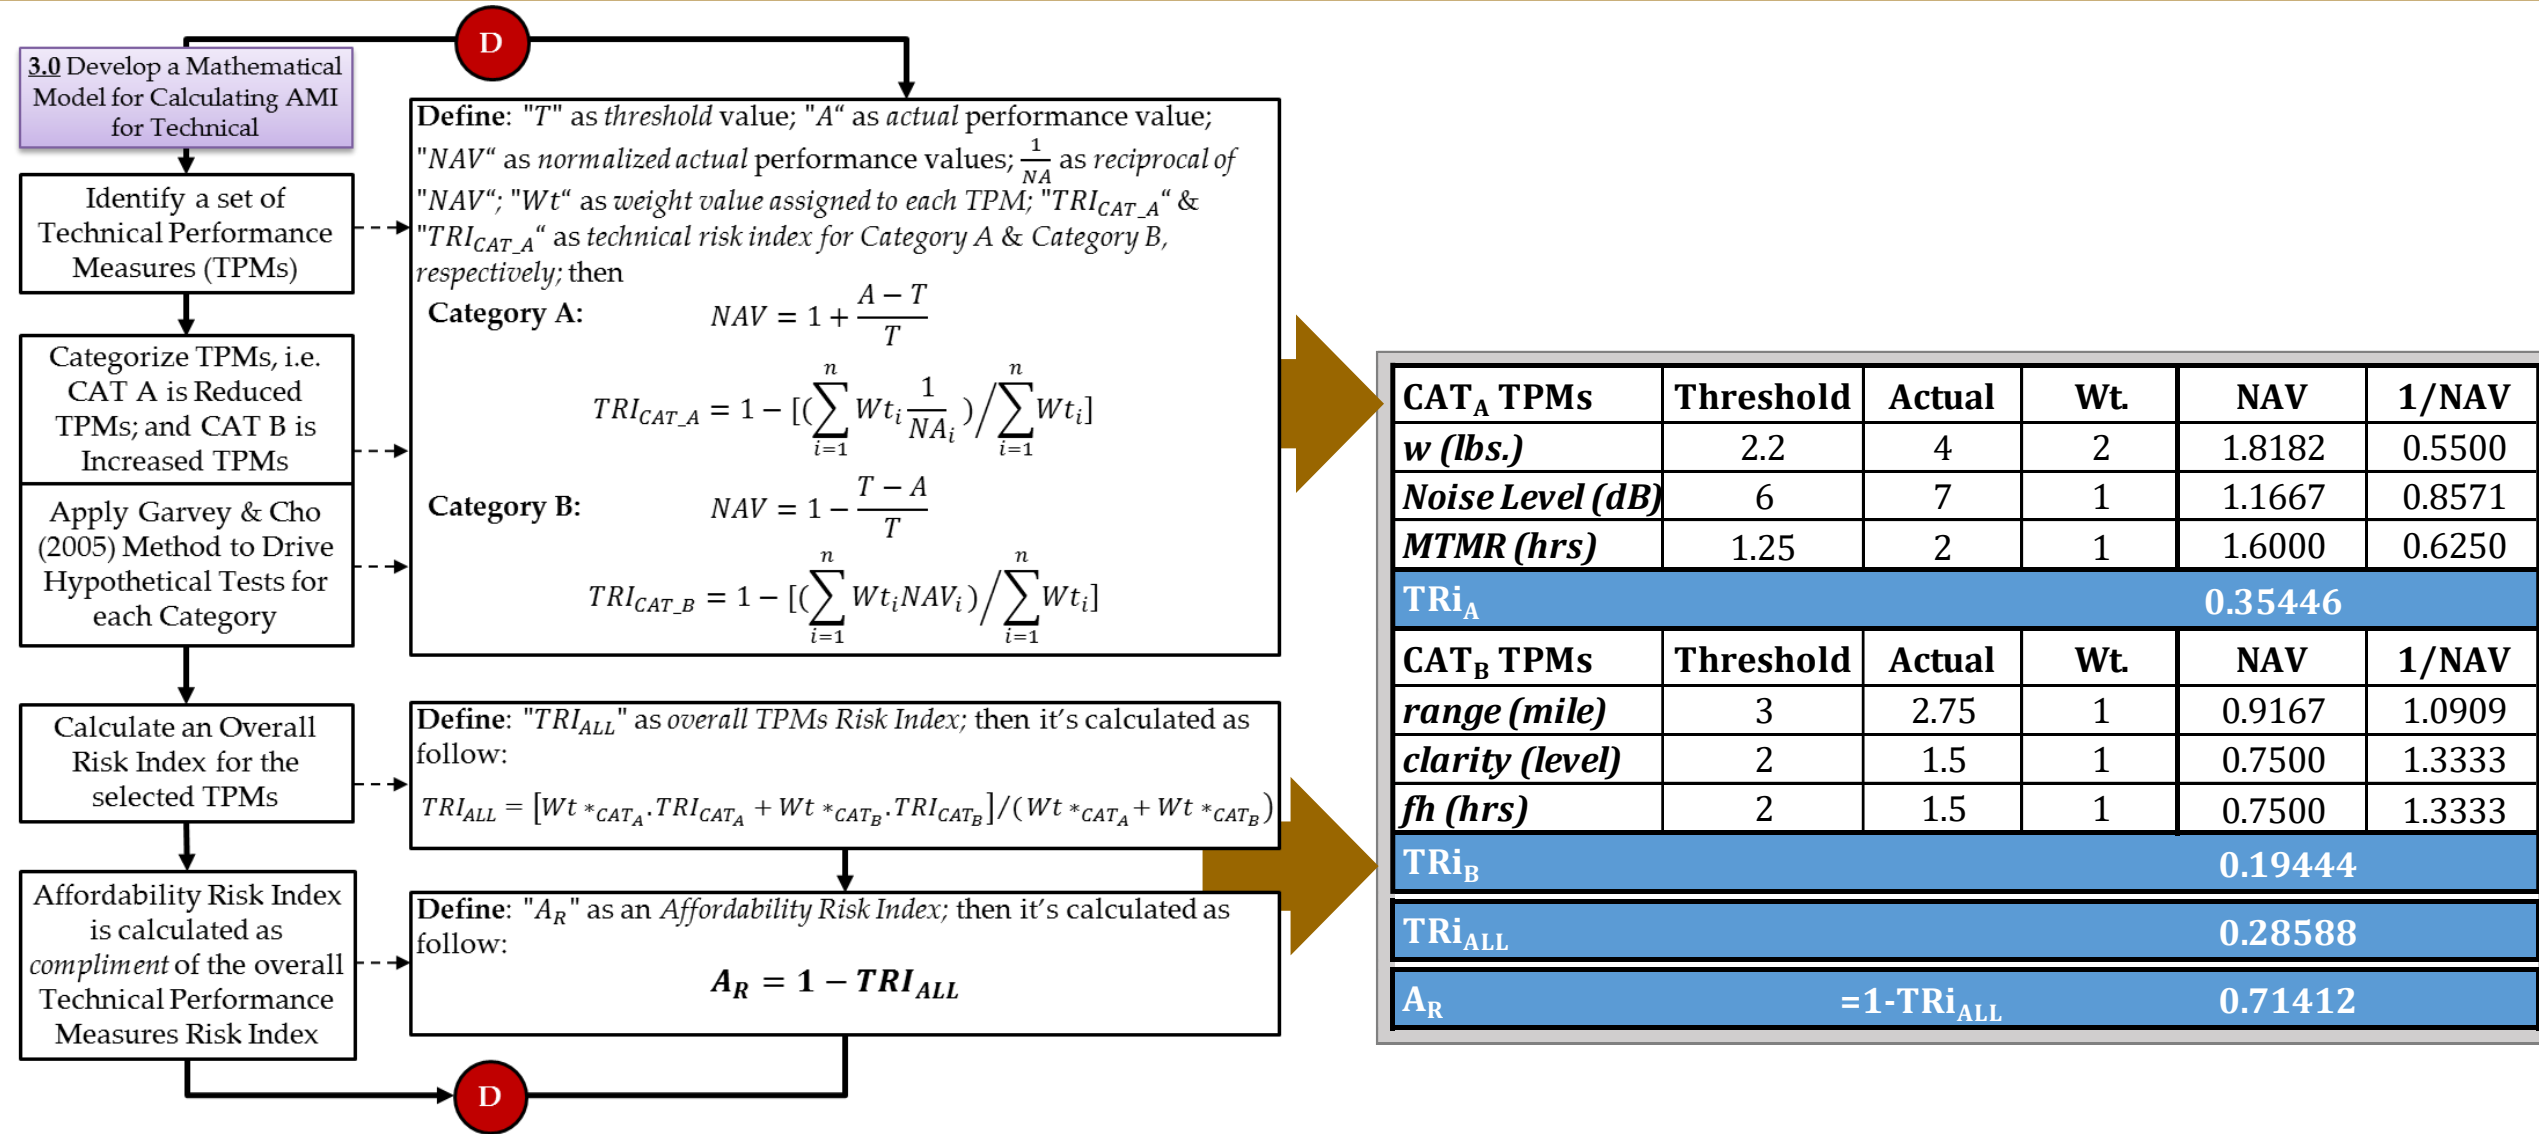 D
3.0 Develop a Mathematical
Model for Calculating AMI
for Technical
Identify a set of
Technical Performance
Measures (TPMs)
Categorize TPMs, i.e.
CAT A is Reduced
TPMs; and CAT B is
Increased TPMs
Apply Garvey & Cho
(2005) Method to Drive
Hypothetical Tests for
each Category
Calculate an Overall
Risk Index for the
selected TPMs
Affordability Risk Index
is calculated as
compliment of the overall
Technical Performance
Measures Risk Index
D
Define: "T" as threshold value; "A“ as actual performance value;
"NAV“ as normalized actual performance values; 1/NA as reciprocal of
"NAV“; "Wt“ as weight value assigned to each TPM; "TRI_CAT_A“ &
"TRI_CAT_A“ as technical risk index for Category A & Category B,
respectively; then
Category A: NAV = 1 + (A − T)/T
TRI_CAT_A = 1 − [(∑_{i=1}^{n} Wt_i 1/NA_i )/∑_{i=1}^{n} Wt_i]
Category B: NAV = 1 − (T − A)/T
TRI_CAT_B = 1 − [(∑_{i=1}^{n} Wt_i NAV_i)/∑_{i=1}^{n} Wt_i]
Define: "TRI_ALL" as overall TPMs Risk Index; then it’s calculated as
follow:
TRI_ALL = [Wt *_CAT_A.TRI_CAT_A + Wt *_CAT_B.TRI_CAT_B]/(Wt *_CAT_A + Wt *_CAT_B)
Define: "A_R" as an Affordability Risk Index; then it’s calculated as
follow:
A_R = 1 − TRI_ALL
CAT_A TPMs Threshold Actual Wt. NAV 1/NAV
w (lbs.) 2.2 4 2 1.8182 0.5500
Noise Level (dB) 6 7 1 1.1667 0.8571
MTMR (hrs) 1.25 2 1 1.6000 0.6250
TRi_A 0.35446
CAT_B TPMs Threshold Actual Wt. NAV 1/NAV
range (mile) 3 2.75 1 0.9167 1.0909
clarity (level) 2 1.5 1 0.7500 1.3333
fh (hrs) 2 1.5 1 0.7500 1.3333
TRi_B 0.19444
TRi_ALL 0.28588
A_R =1-TRi_ALL 0.71412